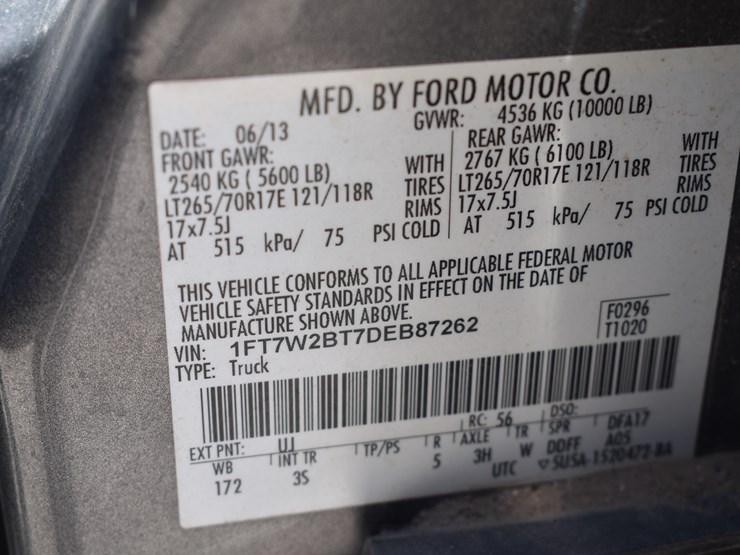 MFD. BY FORD MOTOR CO.
DATE: 06/13 GVWR: 4536 KG (10000 LB)
FRONT GAWR: REAR GAWR:
2540 KG ( 5600 LB) WITH 2767 KG ( 6100 LB) WITH
LT265/70R17E 121/118R TIRES LT265/70R17E 121/118R TIRES
17x7.5J RIMS 17x7.5J RIMS
AT 515 kPa/ 75 PSI COLD AT 515 kPa/ 75 PSI COLD
THIS VEHICLE CONFORMS TO ALL APPLICABLE FEDERAL MOTOR
VEHICLE SAFETY STANDARDS IN EFFECT ON THE DATE OF
MANUFACTURE SHOWN ABOVE.
VIN: 1FT7W2BT7DEB87262 F0296
TYPE: Truck T1020
EXT PNT: UJ RC: 56 DSO:
WB INT TR TP/PS R AXLE TR SPR DFA17
172 3S 5 3H W DDFF A05
UTC